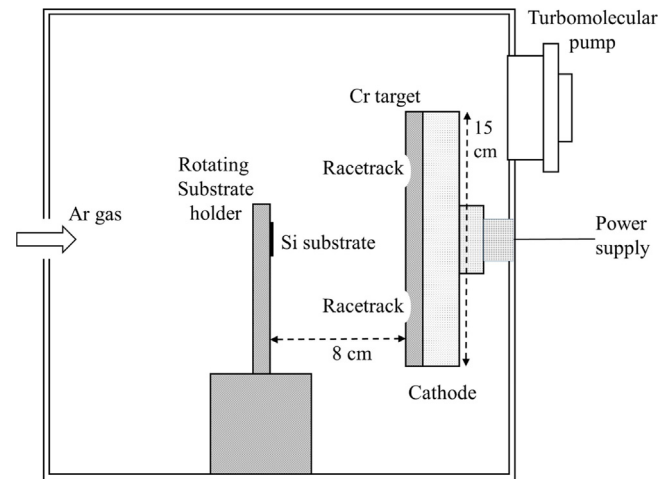 Turbomolecular
pump
Cr target
15
cm
Racetrack
Rotating
Substrate
holder
Ar gas
Si substrate
Power
supply
Racetrack
8 cm
Cathode